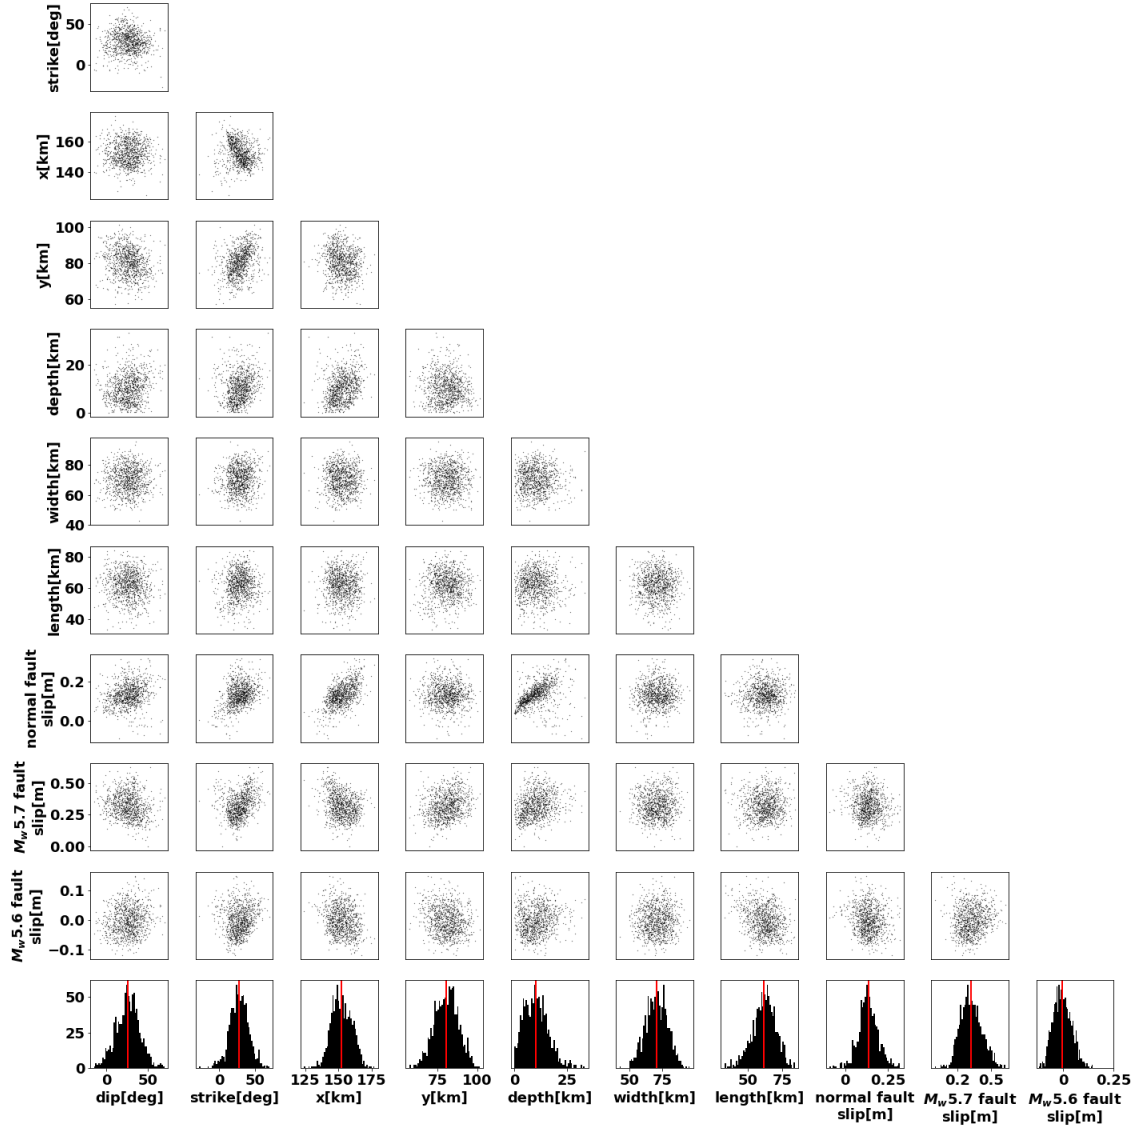 strike[deg]
50
0
x[km]
160
140
y[km]
100
80
60
depth[km]
20
0
width[km]
80
60
40
length[km]
80
60
40
normal fault
slip[m]
0.2
0.0
Mw5.7 fault
slip[m]
0.50
0.25
0.00
Mw5.6 fault
slip[m]
0.1
0.0
−0.1
50
25
0
0 50 0 50 125 150 175 75 100 0 25 50 75 50 75 0 0.25 0.2 0.5 0 0.25
dip[deg] strike[deg] x[km] y[km] depth[km] width[km] length[km] normal fault Mw5.7 fault Mw5.6 fault
slip[m] slip[m] slip[m]